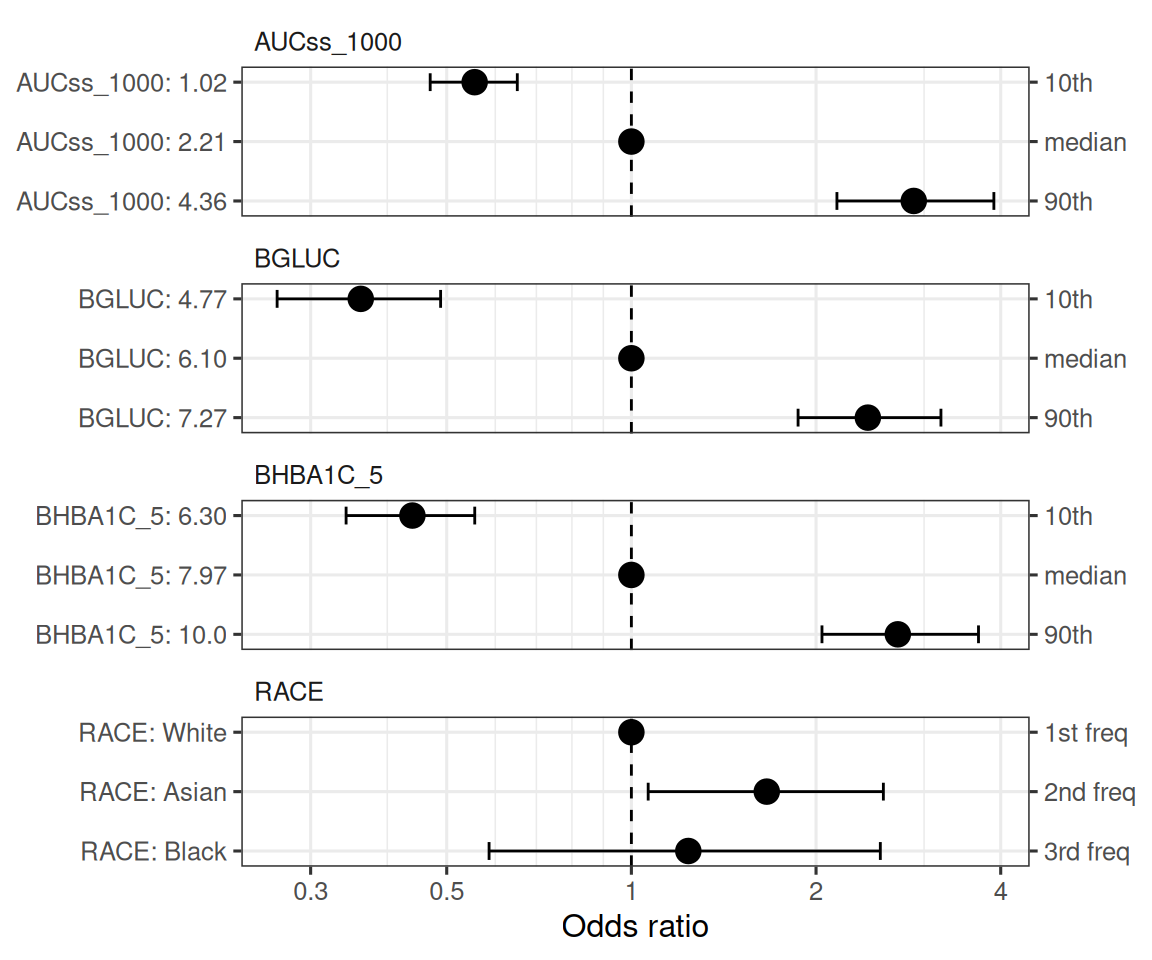 AUCss_1000
AUCss_1000: 1.02 10th
AUCss_1000: 2.21 median
AUCss_1000: 4.36 90th
BGLUC
BGLUC: 4.77 10th
BGLUC: 6.10 median
BGLUC: 7.27 90th
BHBA1C_5
BHBA1C_5: 6.30 10th
BHBA1C_5: 7.97 median
BHBA1C_5: 10.0 90th
RACE
RACE: White 1st freq
RACE: Asian 2nd freq
RACE: Black 3rd freq
0.3 0.5 1 2 4
Odds ratio